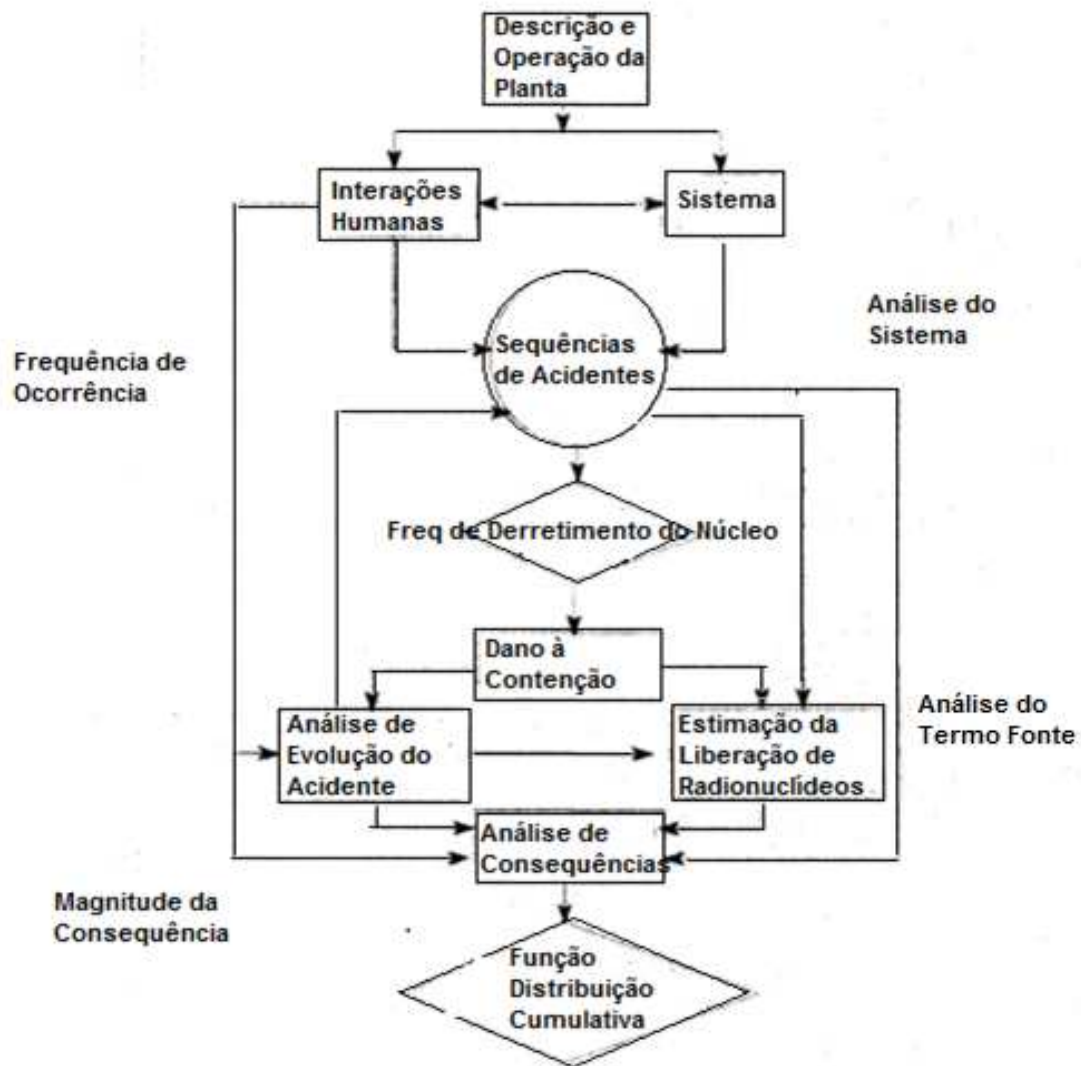 Descrição e
Operação da
Planta
Interações
Humanas
Sistema
Análise do
Sistema
Sequências
de Acidentes
Frequência de
Ocorrência
Freq de Derretimento do Núcleo
Dano à
Contenção
Análise de
Evolução do
Acidente
Estimação da
Liberação de
Radionuclídeos
Análise do
Termo Fonte
Análise de
Consequências
Magnitude da
Consequência
Função
Distribuição
Cumulativa